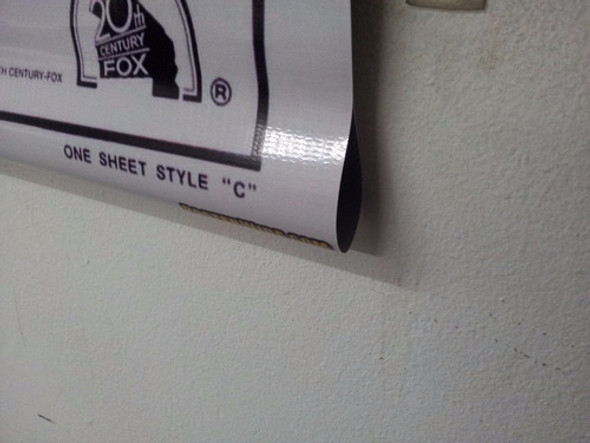 20th
CENTURY
FOX
®
TH CENTURY-FOX
ONE SHEET STYLE "C"